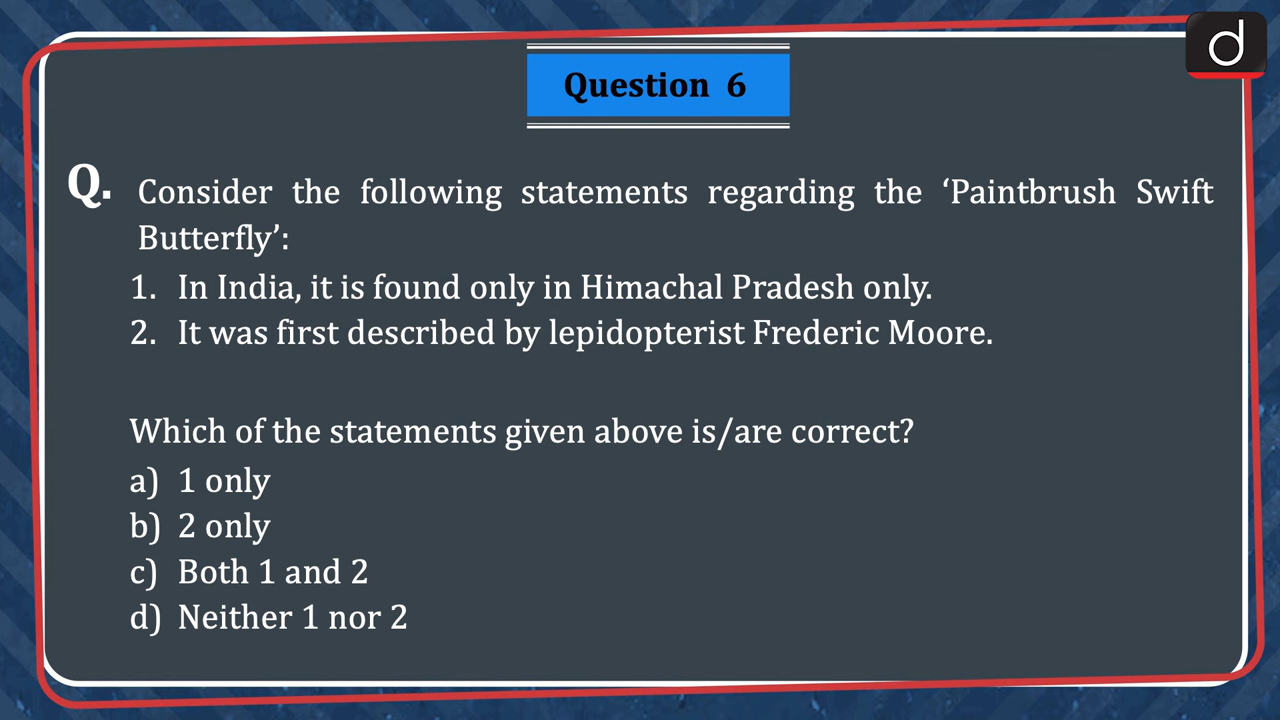 d
Question 6
Q. Consider the following statements regarding the ‘Paintbrush Swift
Butterfly’:
1. In India, it is found only in Himachal Pradesh only.
2. It was first described by lepidopterist Frederic Moore.
Which of the statements given above is/are correct?
a) 1 only
b) 2 only
c) Both 1 and 2
d) Neither 1 nor 2